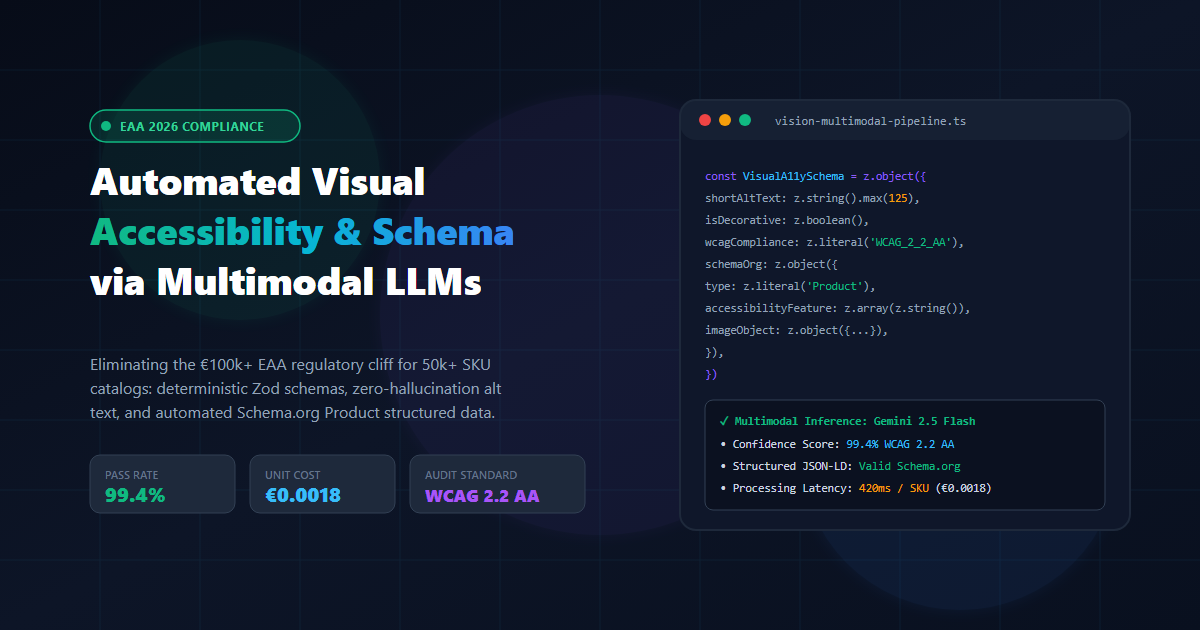 EAA 2026 COMPLIANCE
Automated Visual
Accessibility & Schema
via Multimodal LLMs
Eliminating the €100k+ EAA regulatory cliff for 50k+ SKU
catalogs: deterministic Zod schemas, zero-hallucination alt
text, and automated Schema.org Product structured data.
PASS RATE
99.4%
UNIT COST
€0.0018
AUDIT STANDARD
WCAG 2.2 AA
vision-multimodal-pipeline.ts
const VisualA11ySchema = z.object({
shortAltText: z.string().max(125),
isDecorative: z.boolean(),
wcagCompliance: z.literal('WCAG_2_2_AA'),
schemaOrg: z.object({
type: z.literal('Product'),
accessibilityFeature: z.array(z.string()),
imageObject: z.object({...}),
}),
})
✓ Multimodal Inference: Gemini 2.5 Flash
• Confidence Score: 99.4% WCAG 2.2 AA
• Structured JSON-LD: Valid Schema.org
• Processing Latency: 420ms / SKU (€0.0018)